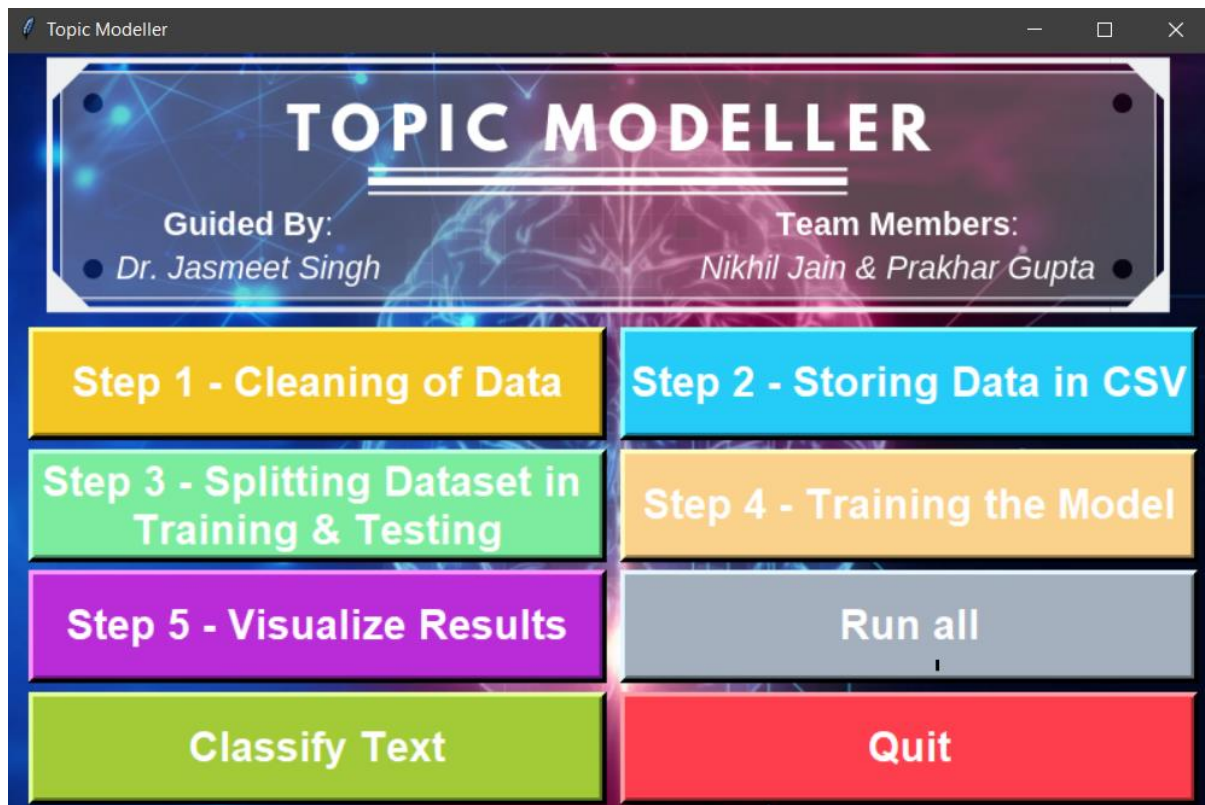 Topic Modeller
TOPIC MODELLER
Guided By:
Dr. Jasmeet Singh
Team Members:
Nikhil Jain & Prakhar Gupta
Step 1 - Cleaning of Data
Step 2 - Storing Data in CSV
Step 3 - Splitting Dataset in
Training & Testing
Step 4 - Training the Model
Step 5 - Visualize Results
Run all
Classify Text
Quit